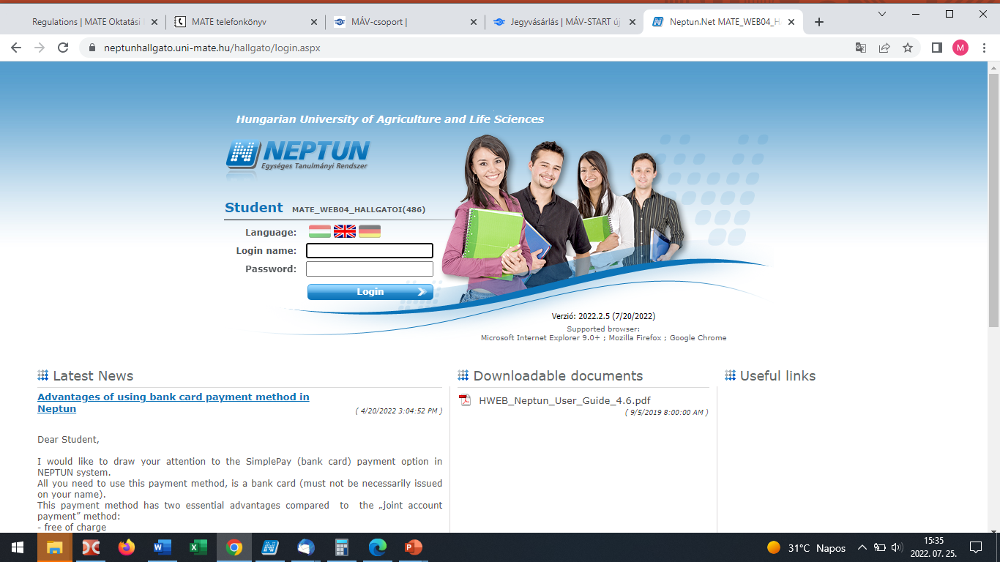 Regulations | MATE Oktatási
MATE telefonkönyv
MÁV-csoport |
Jegyvásárlás | MÁV-START új
Neptun.Net MATE_WEB04_H
neptunhallgato.uni-mate.hu/hallgato/login.aspx
M
Hungarian University of Agriculture and Life Sciences
NEPTUN
Egységes Tanulmányi Rendszer
Student MATE_WEB04_HALLGATOI(486)
Language:
Login name:
Password:
Login
Verzió: 2022.2.5 (7/20/2022)
Supported browser:
Microsoft Internet Explorer 9.0+ ; Mozilla Firefox ; Google Chrome
Latest News
Advantages of using bank card payment method in
Neptun
( 4/20/2022 3:04:52 PM )
Dear Student,
I would like to draw your attention to the SimplePay (bank card) payment option in
NEPTUN system.
All you need to use this payment method, is a bank card (must not be necessarily issued
on your name).
This payment method has two essential advantages compared to the „joint account
payment” method:
- free of charge
Downloadable documents
HWEB_Neptun_User_Guide_4.6.pdf
( 9/5/2019 8:00:00 AM )
Useful links
31°C Napos
15:35
2022. 07. 25.